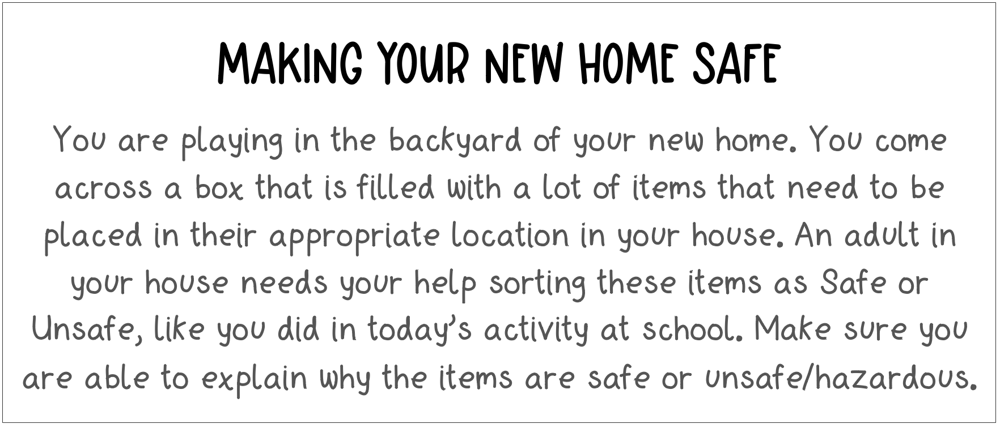 MAKING YOUR NEW HOME SAFE
You are playing in the backyard of your new home. You come
across a box that is filled with a lot of items that need to be
placed in their appropriate location in your house. An adult in
your house needs your help sorting these items as Safe or
Unsafe, like you did in today's activity at school. Make sure you
are able to explain why the items are safe or unsafe/hazardous.